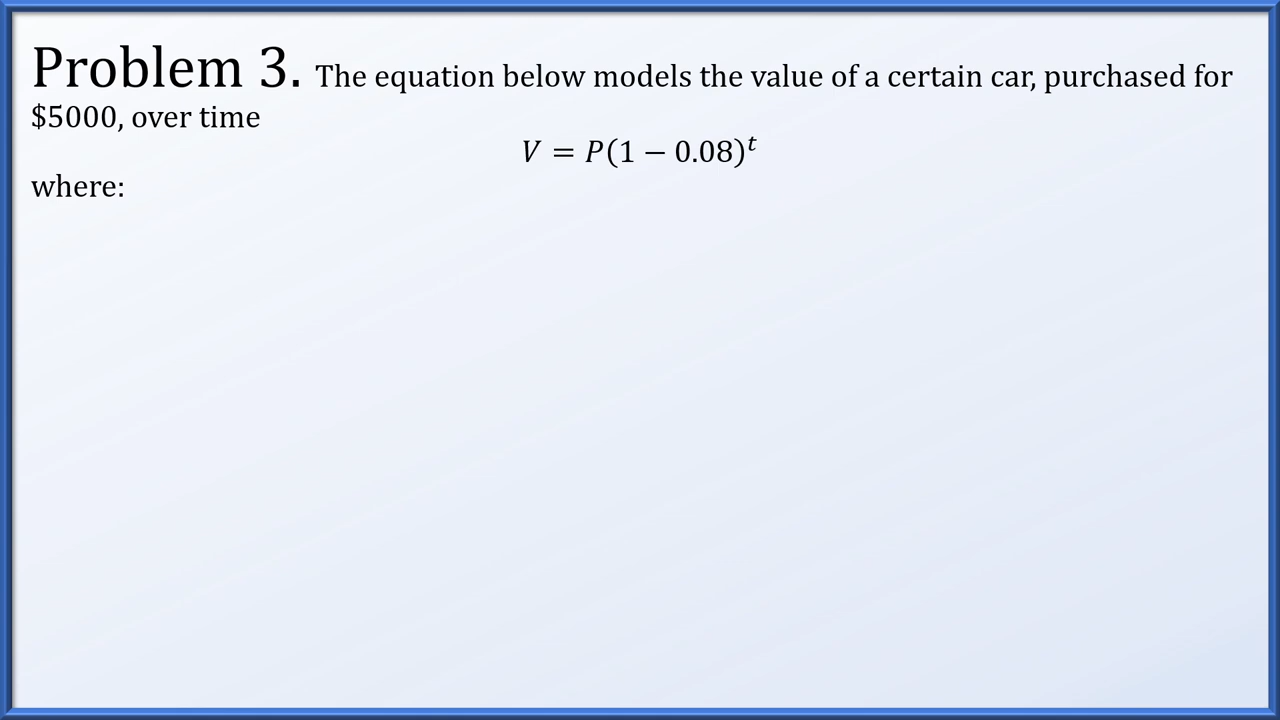 Problem 3. The equation below models the value of a certain car, purchased for
$5000, over time
V = P(1 − 0.08)^t
where: